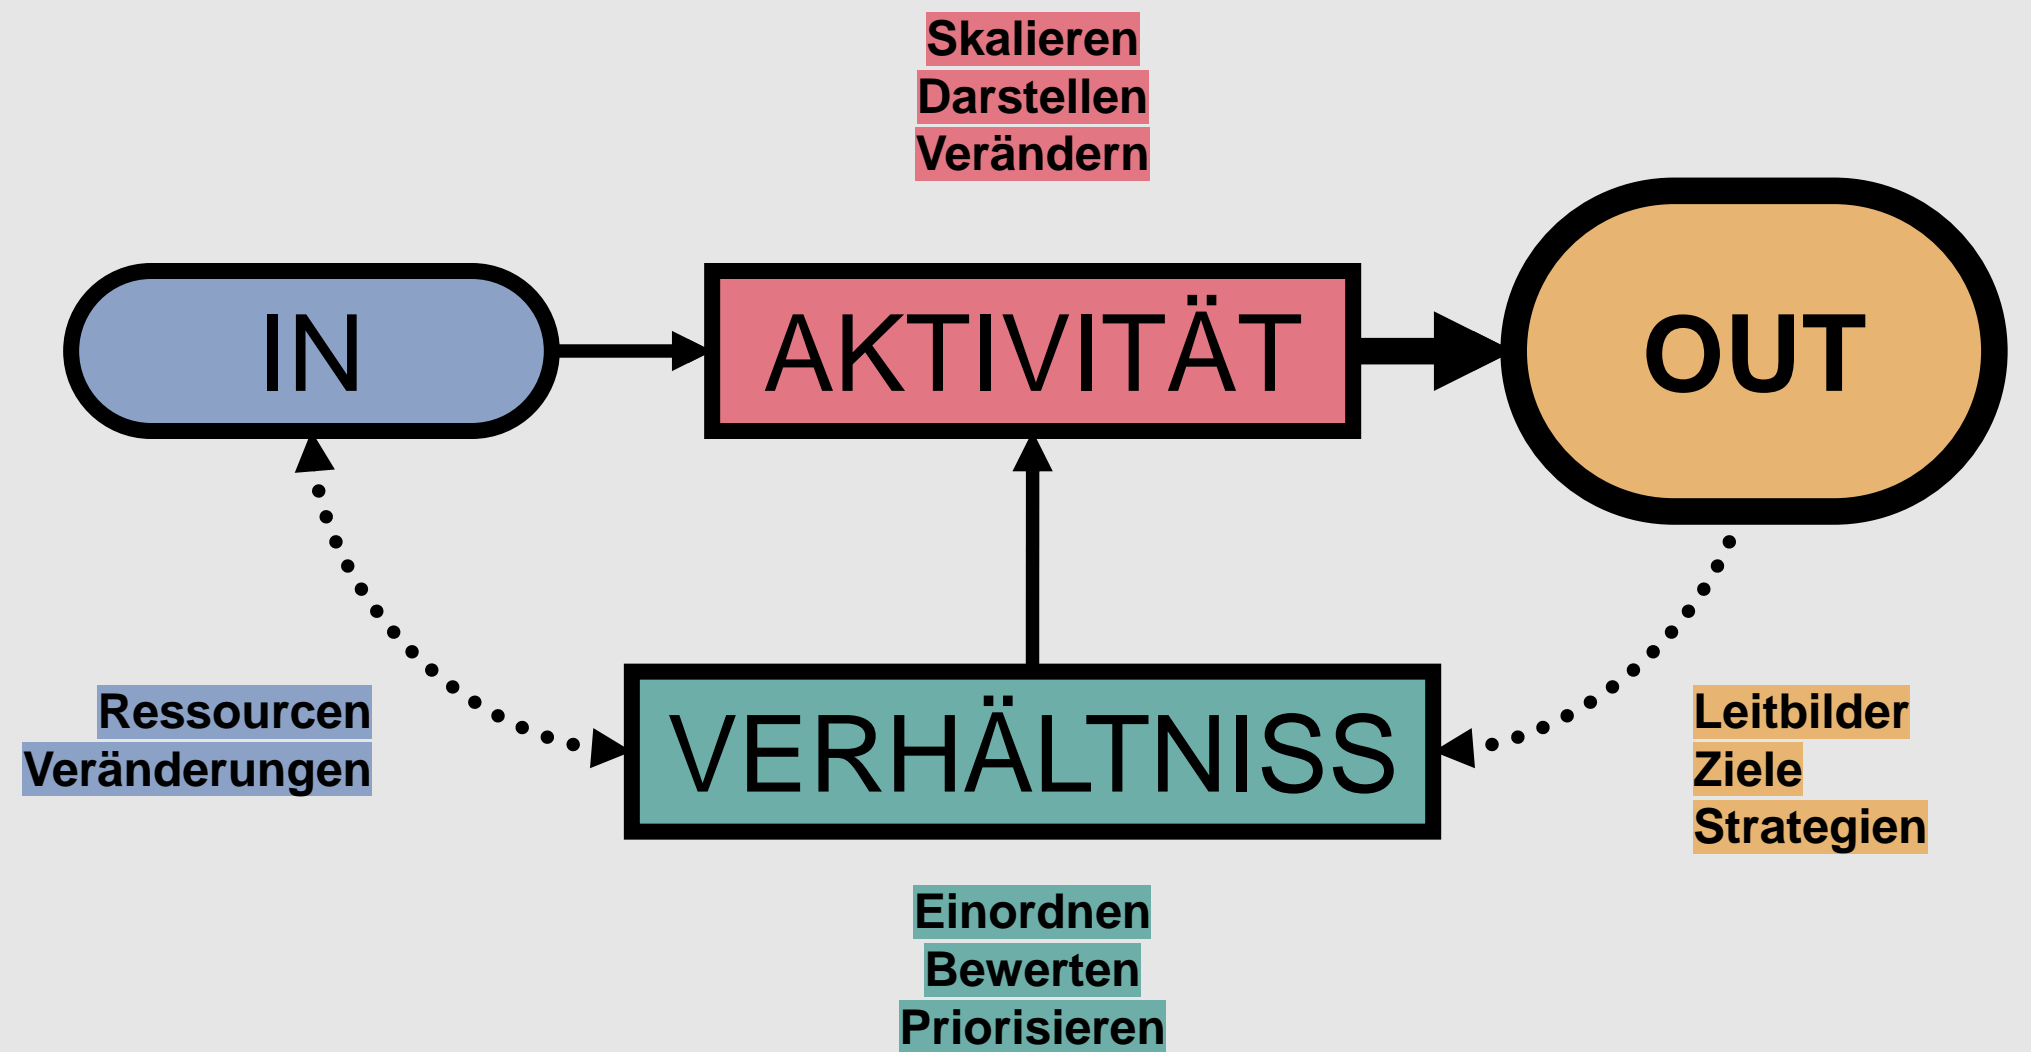 Skalieren
Darstellen
Verändern
IN
AKTIVITÄT
OUT
Ressourcen
Veränderungen
VERHÄLTNISS
Leitbilder
Ziele
Strategien
Einordnen
Bewerten
Priorisieren